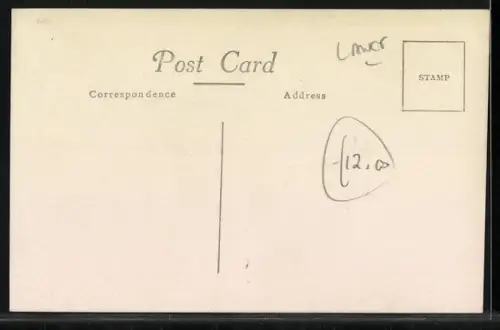 Post Card
STAMP
Correspondence
Address
£12.00